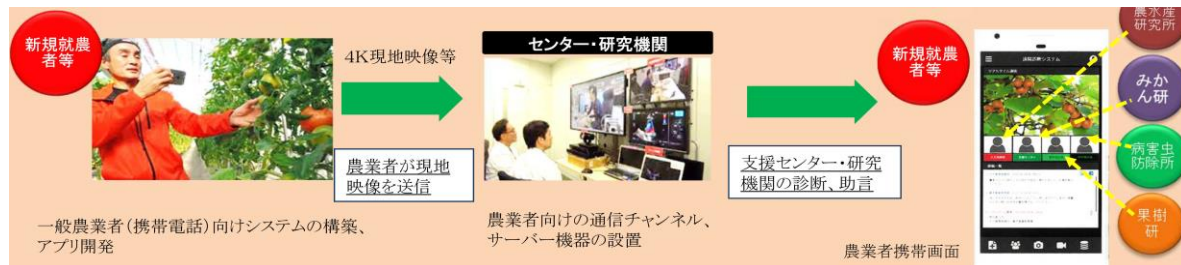 新規就農
者等
4K現地映像等
農業者が現地
映像を送信
一般農業者(携帯電話)向けシステムの構築、
アプリ開発
センター・研究機関
農業者向けの通信チャンネル、
サーバー機器の設置
支援センター・研究
機関の診断、助言
新規就農
者等
農業者携帯画面
農水産
研究所
みか
ん研
病害虫
防除所
果樹
研